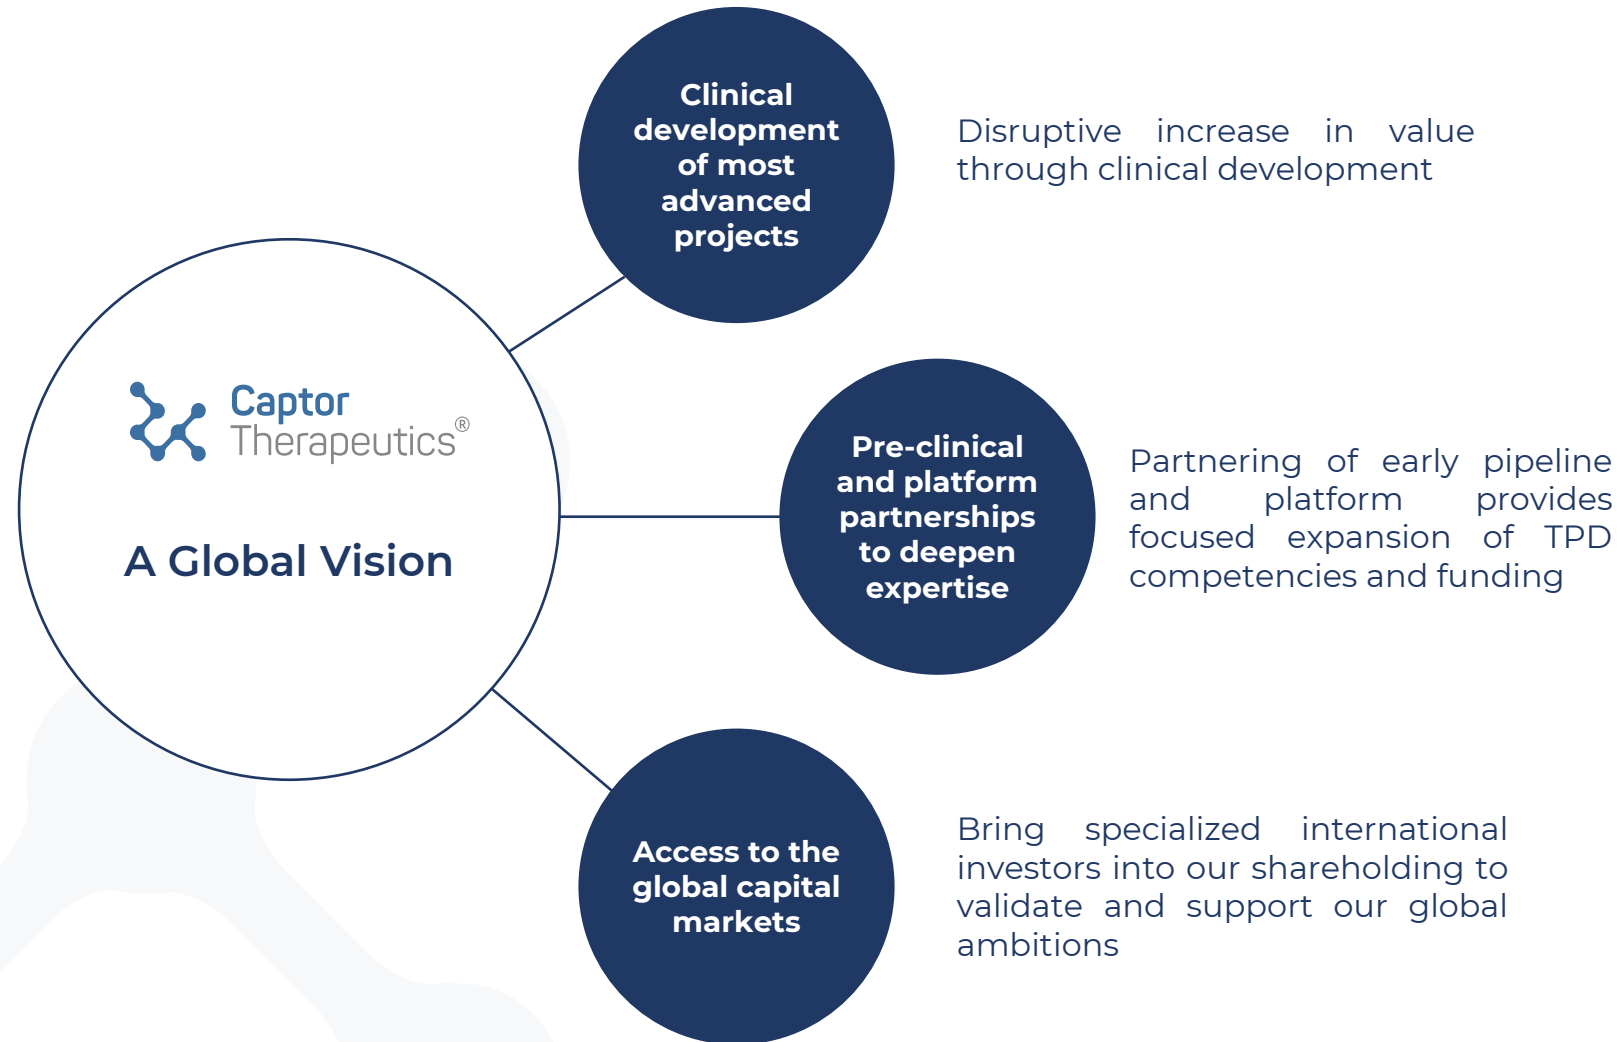 Captor
Therapeutics®
A Global Vision
Clinical
development
of most
advanced
projects
Disruptive increase in value
through clinical development
Pre-clinical
and platform
partnerships
to deepen
expertise
Partnering of early pipeline
and platform provides
focused expansion of TPD
competencies and funding
Access to the
global capital
markets
Bring specialized international
investors into our shareholding to
validate and support our global
ambitions